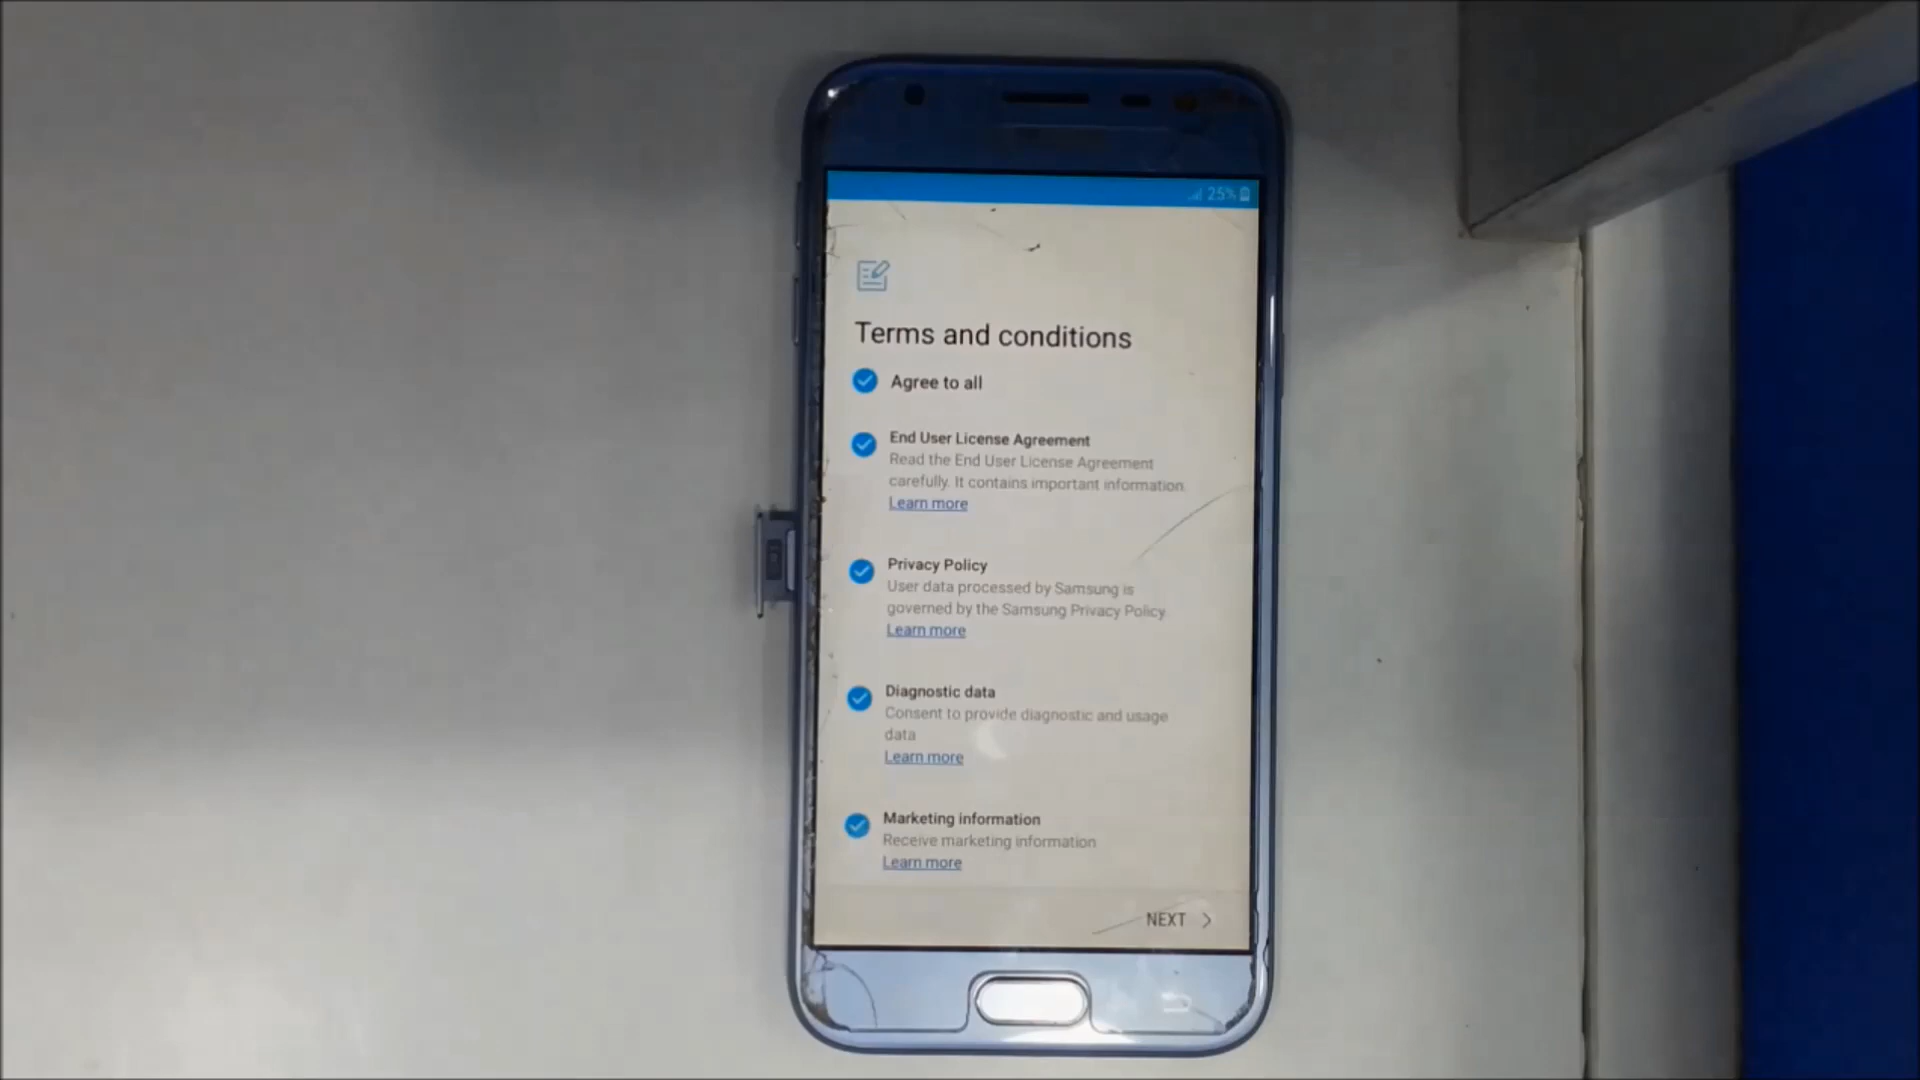 25%
Terms and conditions
Agree to all
End User License Agreement
Read the End User License Agreement
carefully. It contains important information.
Learn more
Privacy Policy
User data processed by Samsung is
governed by the Samsung Privacy Policy
Learn more
Diagnostic data
Consent to provide diagnostic and usage
data
Learn more
Marketing information
Receive marketing information
Learn more
NEXT